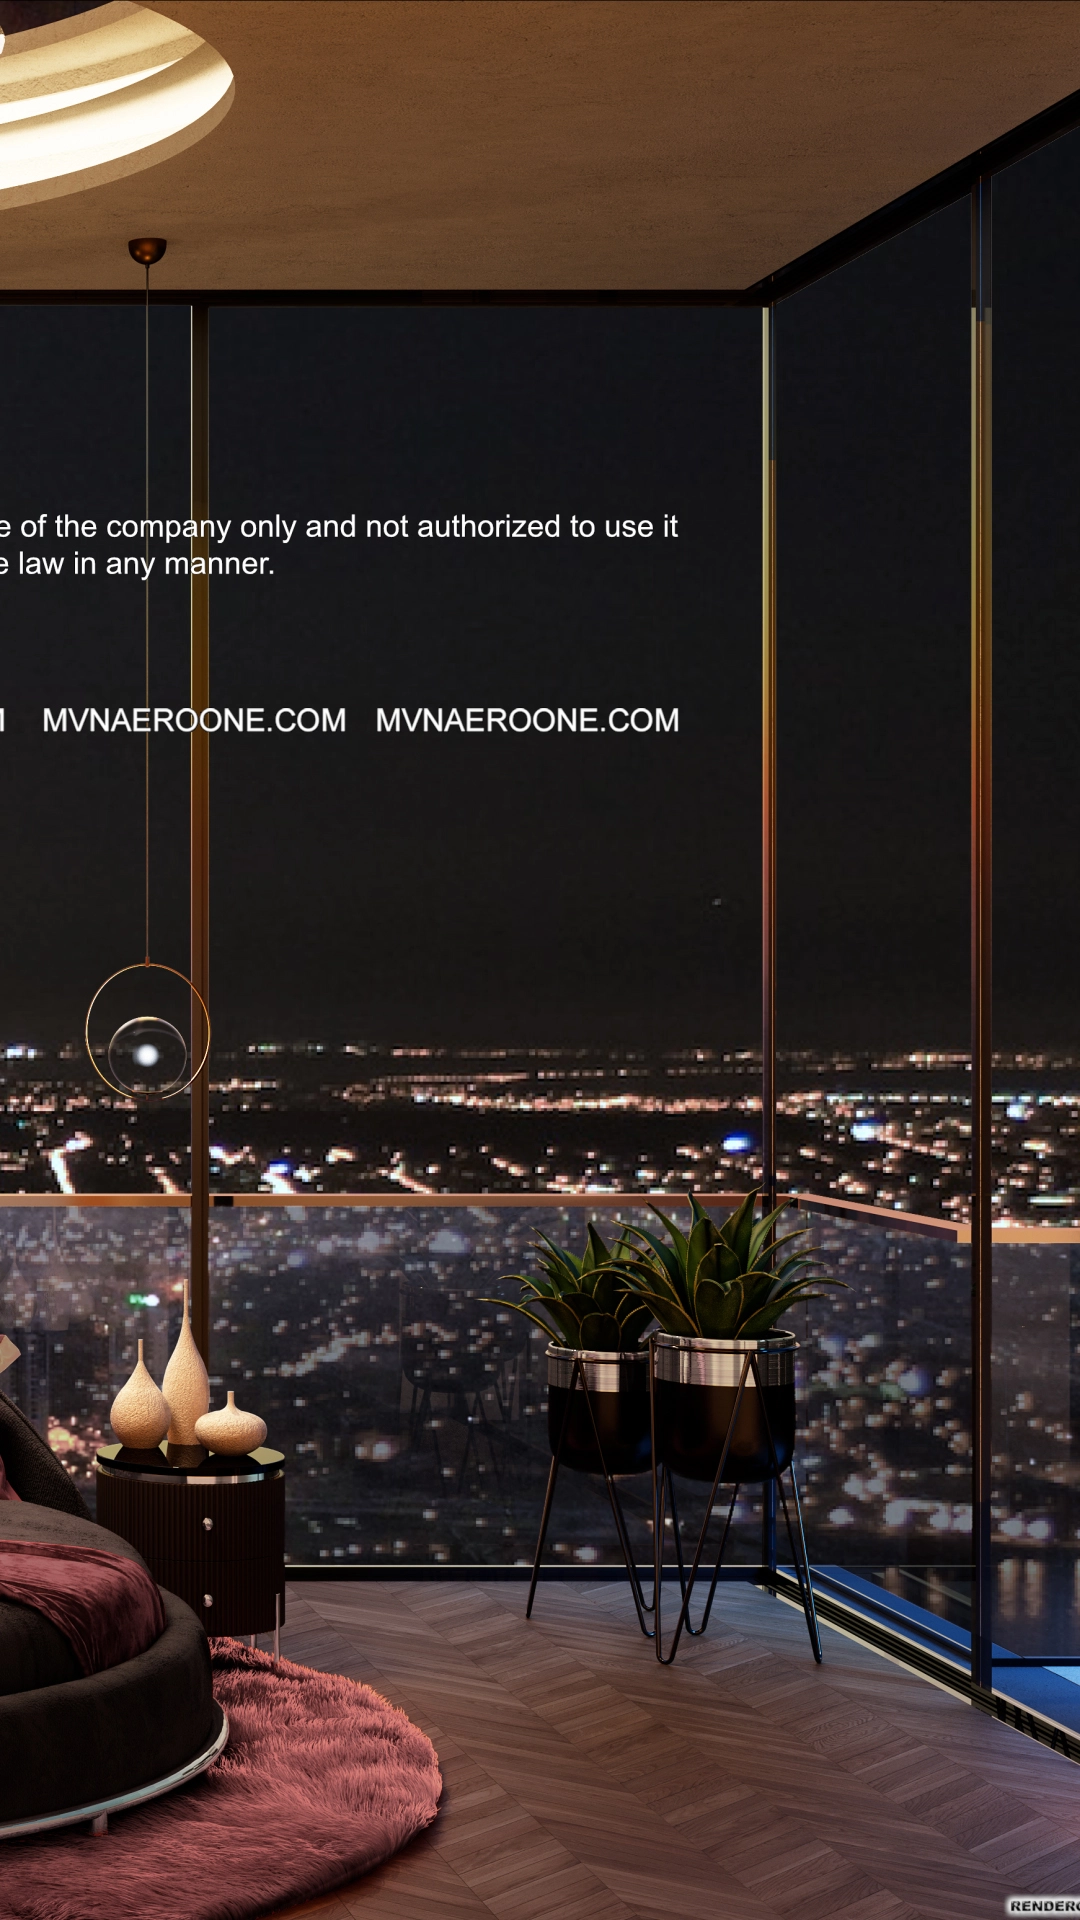 e of the company only and not authorized to use it
e law in any manner.
MVNAEROONE.COM MVNAEROONE.COM
RENDER